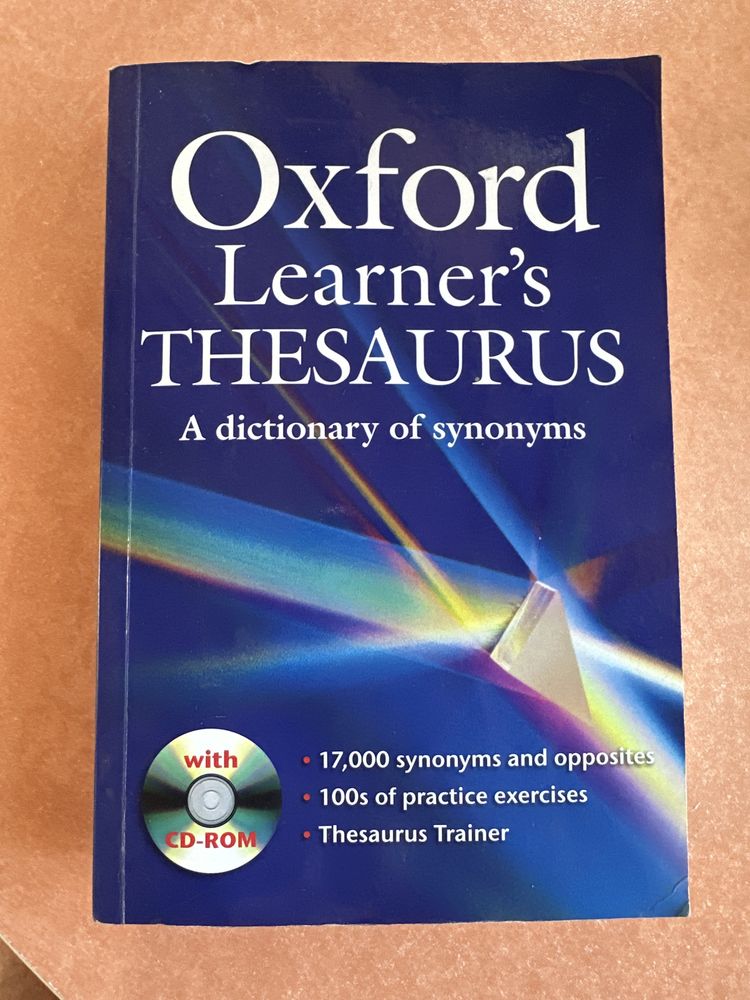 Oxford
Learner's
THESAURUS
A dictionary of synonyms
with
CD-ROM
• 17,000 synonyms and opposites
• 100s of practice exercises
• Thesaurus Trainer